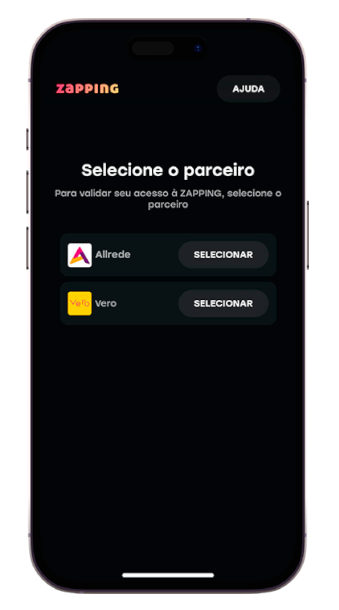 ZAPPING
AJUDA
Selecione o parceiro
Para validar seu acesso à ZAPPING, selecione o
parceiro
Allrede
SELECIONAR
Vero
Vero
SELECIONAR